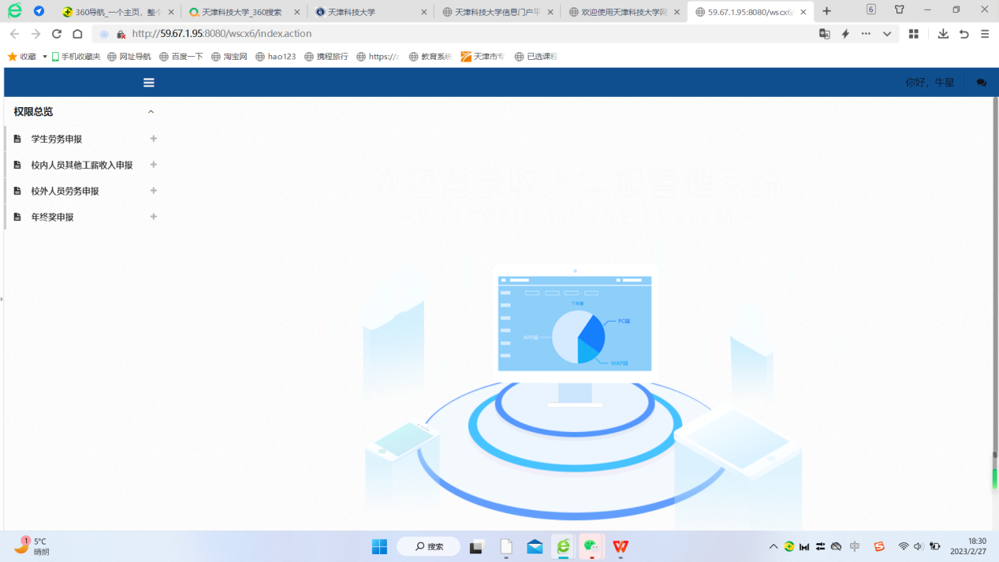 360导航_一个主页，整个
天津科技大学_360搜索
天津科技大学
天津科技大学信息门户平
欢迎使用天津科技大学网
59.67.1.95:8080/wscx6/
6
http://59.67.1.95:8080/wscx6/index.action
收藏
手机收藏夹
网址导航
百度一下
淘宝网
hao123
携程旅行
https://z
教育系统
天津市专
已选课程
你好，牛星
权限总览
学生劳务申报
校内人员其他工薪收入申报
校外人员劳务申报
年终奖申报
欢迎登录收入申报管理系统
WELCOME TO THE SYSTEM
下单量
PC端
APP端
WAP端
1
5°C
晴朗
搜索
中
18:30
2023/2/27